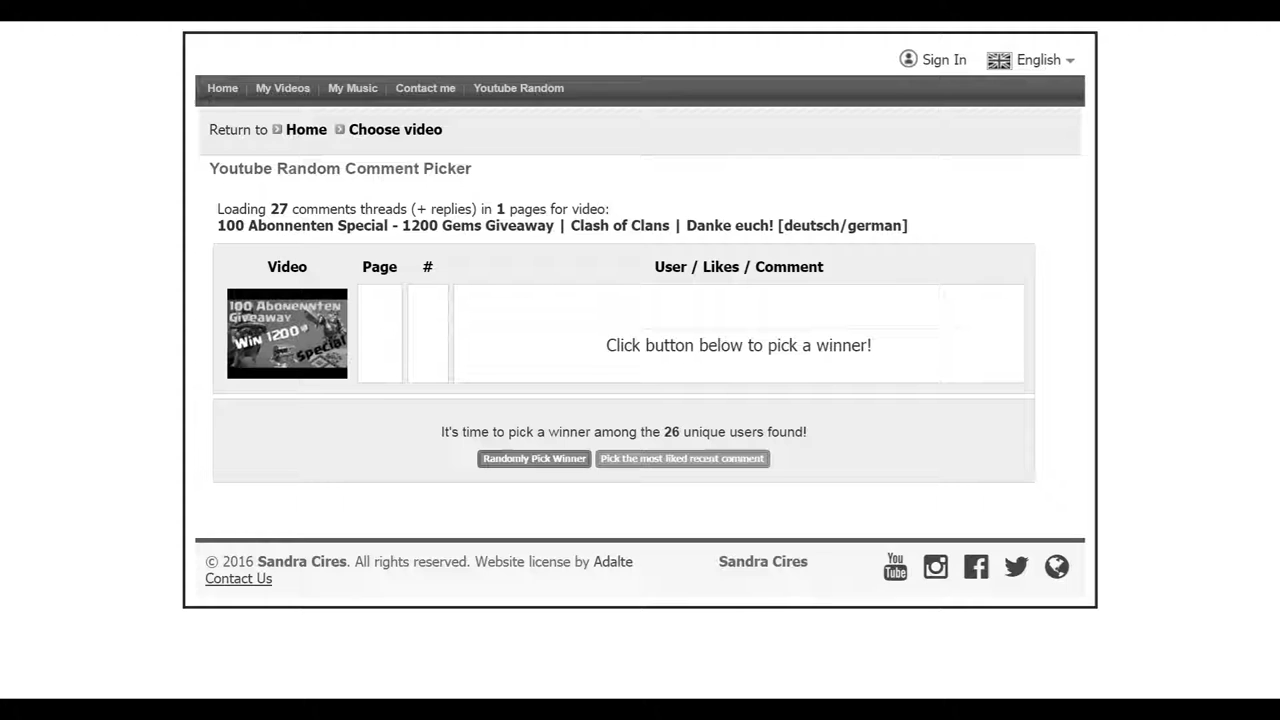 Sign In English
Home My Videos My Music Contact me Youtube Random
Return to Home Choose video
Youtube Random Comment Picker
Loading 27 comments threads (+ replies) in 1 pages for video:
100 Abonnenten Special - 1200 Gems Giveaway | Clash of Clans | Danke euch! [deutsch/german]
Video Page # User / Likes / Comment
100 Abonennten
Giveaway
Win 1200
Special
Click button below to pick a winner!
It's time to pick a winner among the 26 unique users found!
Randomly Pick Winner Pick the most liked recent comment
© 2016 Sandra Cires. All rights reserved. Website license by Adalte
Contact Us
Sandra Cires
You
Tube